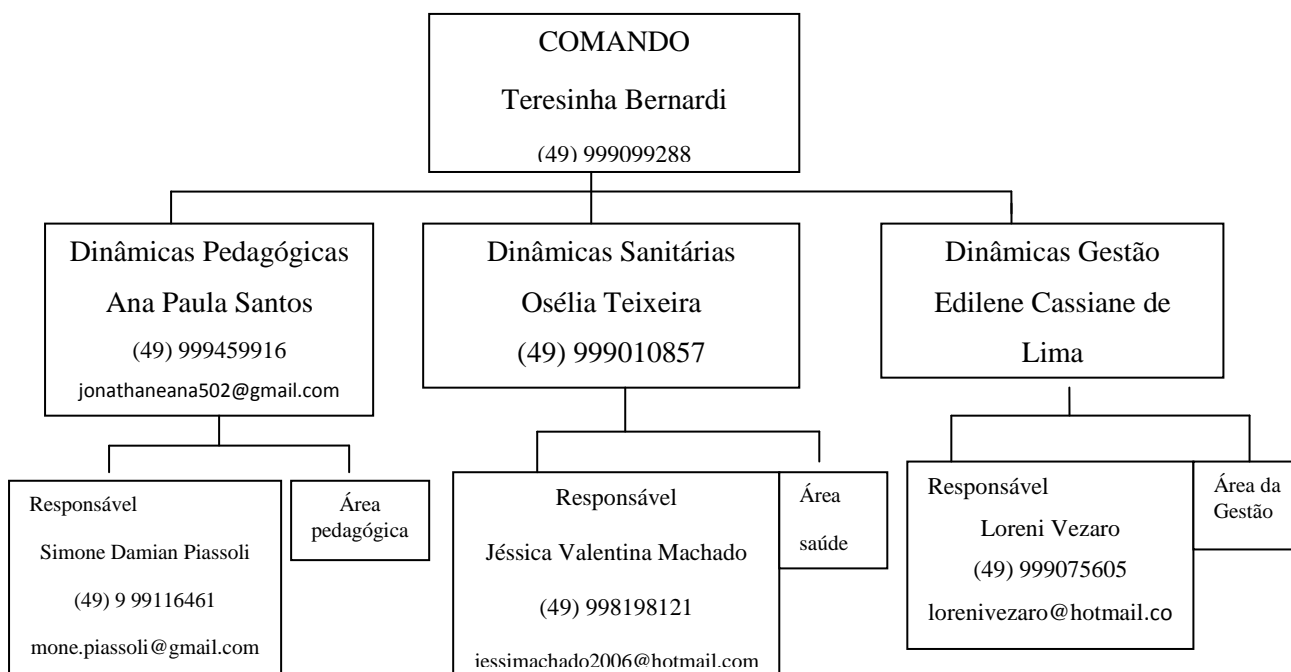 COMANDO
Teresinha Bernardi
(49) 999099288
Dinâmicas Pedagógicas
Ana Paula Santos
(49) 999459916
jonathaneana502@gmail.com
Dinâmicas Sanitárias
Osélia Teixeira
(49) 999010857
Dinâmicas Gestão
Edilene Cassiane de
Lima
Responsável
Simone Damian Piassoli
(49) 9 99116461
mone.piassoli@gmail.com
Área
pedagógica
Responsável
Jéssica Valentina Machado
(49) 998198121
jessimachado2006@hotmail.com
Área
saúde
Responsável
Loreni Vezaro
(49) 999075605
lorenivezaro@hotmail.co
Área da
Gestão